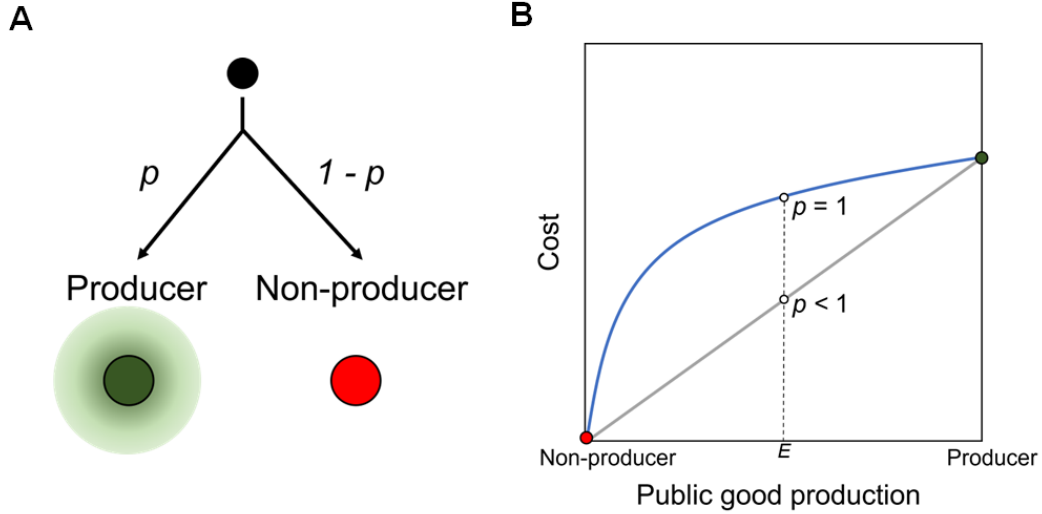 A
p
1 - p
Producer
Non-producer
B
Cost
p = 1
p < 1
Non-producer
E
Producer
Public good production